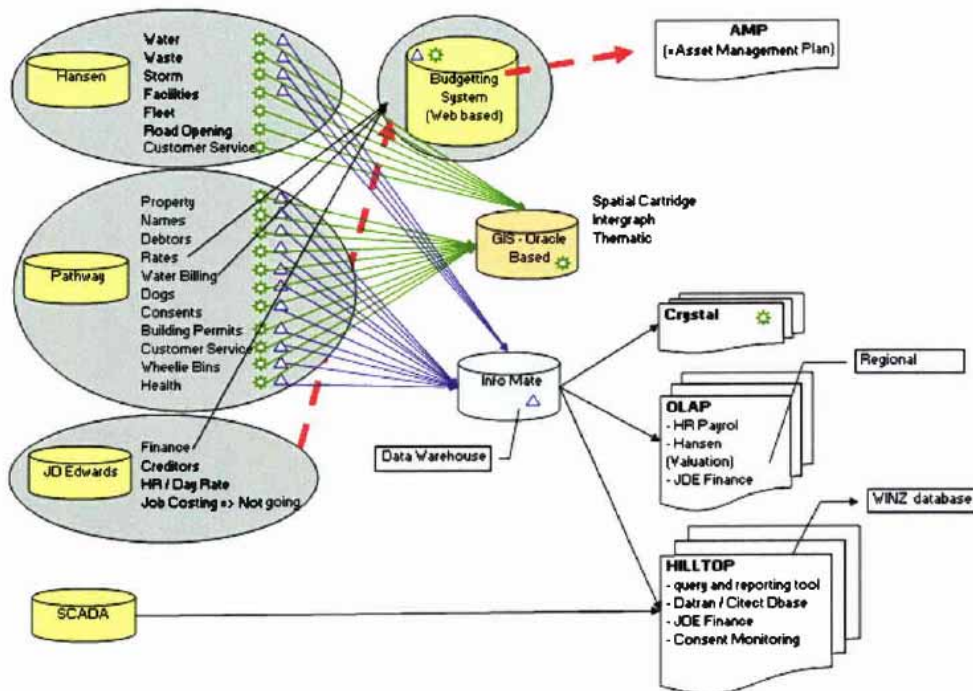 Hansen
Water
Waste
Storm
Facilities
Fleet
Road Opening
Customer Service
Budgetting
System
(Web based)
AMP
(=Asset Management Plan)
Pathway
Property
Names
Debtors
Rates
Water Billing
Dogs
Consents
Building Permits
Customer Service
Wheelie Bins
Health
GIS - Oracle
Based
Spatial Cartridge
Intergraph
Thematic
Info Mate
Data Warehouse
Crystal
Regional
OLAP
- HR Payrol
- Hansen
(Valuation)
- JDE Finance
JD Edwards
Finance
Creditors
HR / Day Rate
Job Costing => Not going
WINZ database
SCADA
HILLTOP
- query and reporting tool
- Datran / Citect Dbase
- JDE Finance
- Consent Monitoring